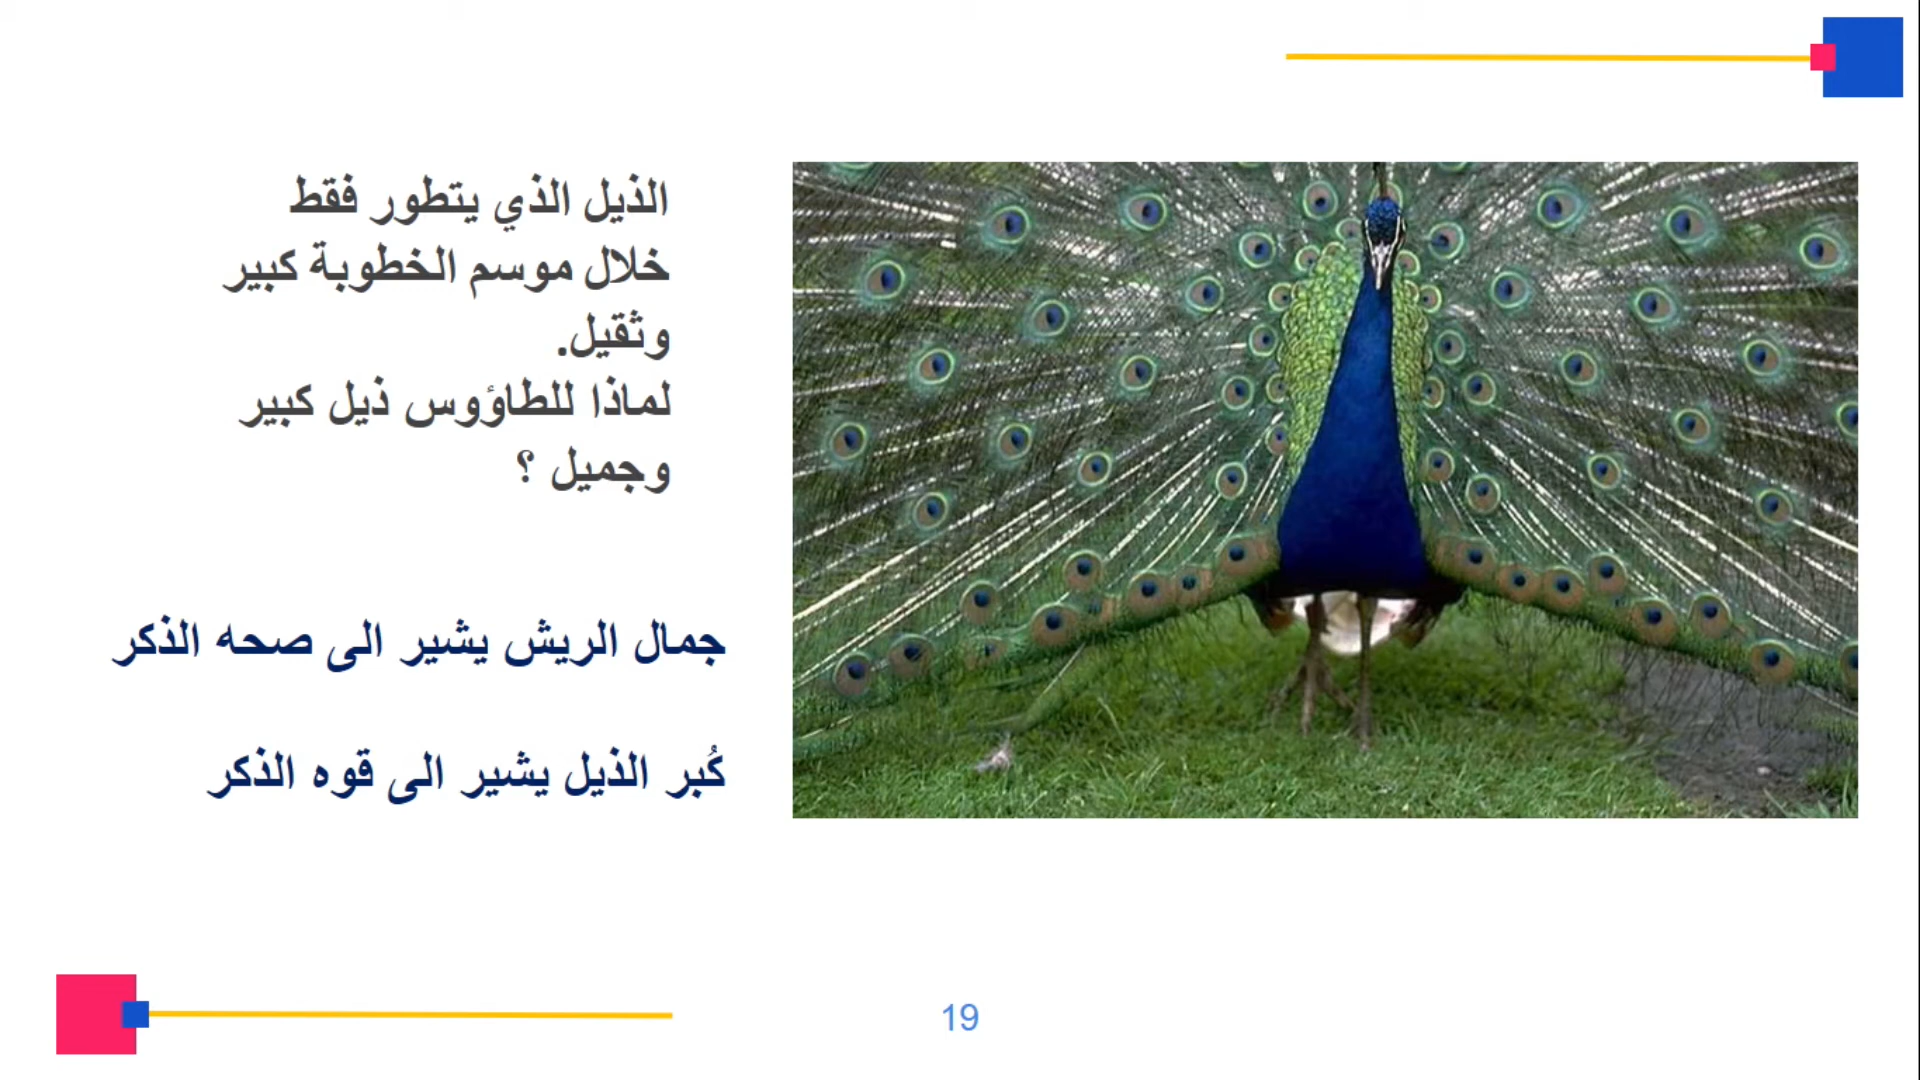 الذيل الذي يتطور فقط
خلال موسم الخطوبة كبير
وثقيل.
لماذا للطاؤوس ذيل كبير
وجميل ؟
جمال الريش يشير الى صحه الذكر
كُبر الذيل يشير الى قوه الذكر
19